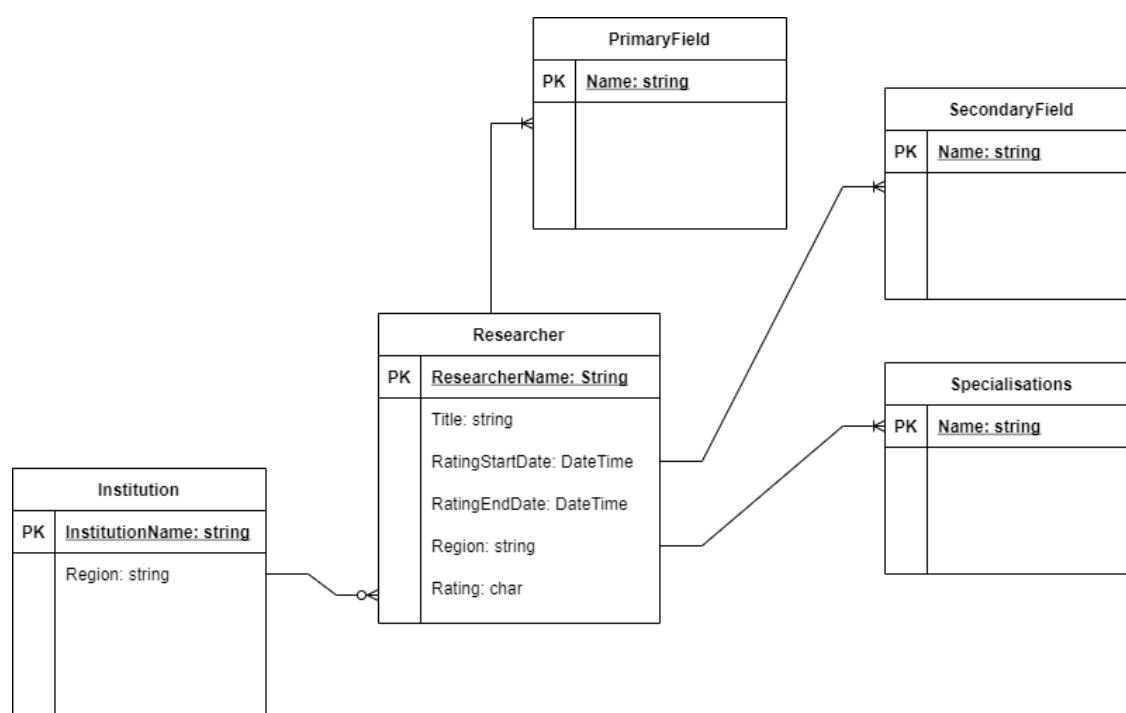 PrimaryField
PK Name: string
SecondaryField
PK Name: string
Researcher
PK ResearcherName: String
Title: string
RatingStartDate: DateTime
RatingEndDate: DateTime
Region: string
Rating: char
Specialisations
PK Name: string
Institution
PK InstitutionName: string
Region: string